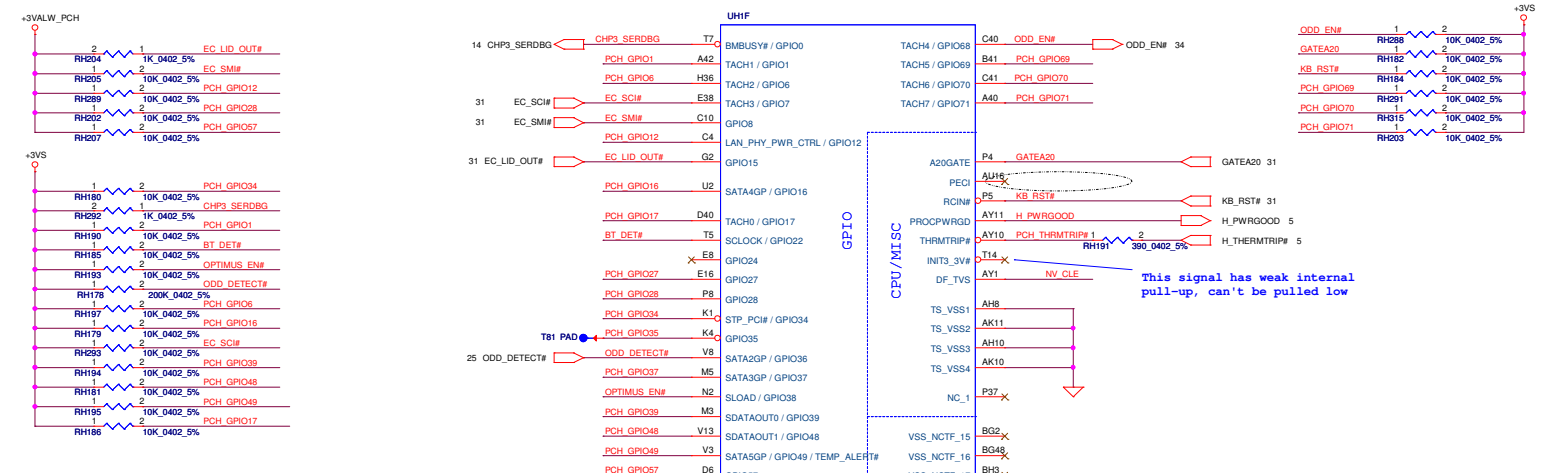 +3VALW_PCH
2 1 EC_LID_OUT#
RH204 1K_0402_5%
1 2 EC_SMI#
RH205 10K_0402_5%
1 2 PCH_GPIO12
RH289 10K_0402_5%
1 2 PCH_GPIO28
RH202 10K_0402_5%
1 2 PCH_GPIO57
RH207 10K_0402_5%
+3VS
1 2 PCH_GPIO34
RH180 10K_0402_5%
2 1 CHP3_SERDBG
RH292 1K_0402_5%
1 2 PCH_GPIO1
RH190 10K_0402_5%
1 2 BT_DET#
RH185 10K_0402_5%
1 2 OPTIMUS_EN#
RH193 10K_0402_5%
1 2 ODD_DETECT#
RH178 200K_0402_5%
1 2 PCH_GPIO6
RH197 10K_0402_5%
1 2 PCH_GPIO16
RH179 10K_0402_5%
1 2 EC_SCI#
RH293 10K_0402_5%
1 2 PCH_GPIO39
RH194 10K_0402_5%
1 2 PCH_GPIO48
RH181 10K_0402_5%
1 2 PCH_GPIO49
RH195 10K_0402_5%
1 2 PCH_GPIO17
RH186 10K_0402_5%
UH1F
14 CHP3_SERDBG CHP3_SERDBG T7 BMBUSY# / GPIO0
PCH_GPIO1 A42 TACH1 / GPIO1
PCH_GPIO6 H36 TACH2 / GPIO6
31 EC_SCI# EC_SCI# E38 TACH3 / GPIO7
31 EC_SMI# EC_SMI# C10 GPIO8
PCH_GPIO12 C4 LAN_PHY_PWR_CTRL / GPIO12
31 EC_LID_OUT# EC_LID_OUT# G2 GPIO15
PCH_GPIO16 U2 SATA4GP / GPIO16
PCH_GPIO17 D40 TACH0 / GPIO17
BT_DET# T5 SCLOCK / GPIO22
E8 GPIO24
PCH_GPIO27 E16 GPIO27
PCH_GPIO28 P8 GPIO28
PCH_GPIO34 K1 STP_PCI# / GPIO34
T81 PAD PCH_GPIO35 K4 GPIO35
25 ODD_DETECT# ODD_DETECT# V8 SATA2GP / GPIO36
PCH_GPIO37 M5 SATA3GP / GPIO37
OPTIMUS_EN# N2 SLOAD / GPIO38
PCH_GPIO39 M3 SDATAOUT0 / GPIO39
PCH_GPIO48 V13 SDATAOUT1 / GPIO48
PCH_GPIO49 V3 SATA5GP / GPIO49 / TEMP_ALERT#
PCH_GPIO57 D6
GPIO
CPU/MISC
TACH4 / GPIO68 C40 ODD_EN# ODD_EN# 34
TACH5 / GPIO69 B41 PCH_GPIO69
TACH6 / GPIO70 C41 PCH_GPIO70
TACH7 / GPIO71 A40 PCH_GPIO71
A20GATE P4 GATEA20 GATEA20 31
PECI AU16
RCIN# P5 KB_RST# KB_RST# 31
PROCPWRGD AY11 H_PWRGOOD H_PWRGOOD 5
THRMTRIP# AY10 PCH_THRMTRIP# 1 2 H_THERMTRIP# 5
RH191 390_0402_5%
INIT3_3V# T14
DF_TVS AY1 NV_CLE
This signal has weak internal
pull-up, can't be pulled low
TS_VSS1 AH8
TS_VSS2 AK11
TS_VSS3 AH10
TS_VSS4 AK10
NC_1 P37
VSS_NCTF_15 BG2
VSS_NCTF_16 BG48
BH3
+3VS
ODD_EN# 1 2
RH288 10K_0402_5%
GATEA20 1 2
RH182 10K_0402_5%
KB_RST# 1 2
RH184 10K_0402_5%
PCH_GPIO69 1 2
RH291 10K_0402_5%
PCH_GPIO70 1 2
RH315 10K_0402_5%
PCH_GPIO71 1 2
RH203 10K_0402_5%